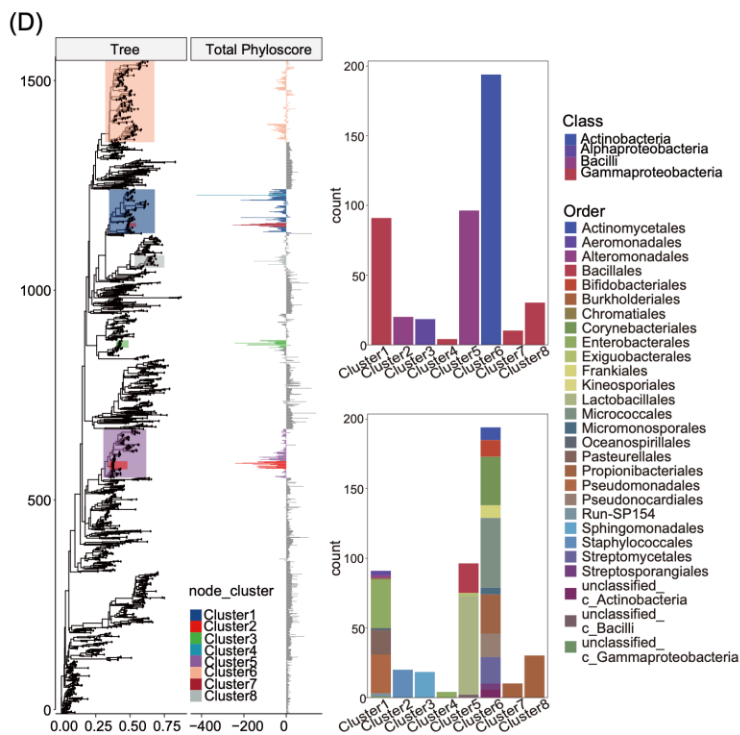 (D)
Tree
Total Phyloscore
1500
1000
500
0
0.00 0.25 0.50 0.75
−400 −200 0
node_cluster
Cluster1
Cluster2
Cluster3
Cluster4
Cluster5
Cluster6
Cluster7
Cluster8
200
150
100
50
0
count
Cluster1 Cluster2 Cluster3 Cluster4 Cluster5 Cluster6 Cluster7 Cluster8
200
150
100
50
0
count
Cluster1 Cluster2 Cluster3 Cluster4 Cluster5 Cluster6 Cluster7 Cluster8
Class
Actinobacteria
Alphaproteobacteria
Bacilli
Gammaproteobacteria
Order
Actinomycetales
Aeromonadales
Alteromonadales
Bacillales
Bifidobacteriales
Burkholderiales
Chromatiales
Corynebacteriales
Enterobacterales
Exiguobacterales
Frankiales
Kineosporiales
Lactobacillales
Micrococcales
Micromonosporales
Oceanospirillales
Pasteurellales
Propionibacteriales
Pseudomonadales
Pseudonocardiales
Run-SP154
Sphingomonadales
Staphylococcales
Streptomycetales
Streptosporangiales
unclassified_
c_Actinobacteria
unclassified_
c_Bacilli
unclassified_
c_Gammaproteobacteria